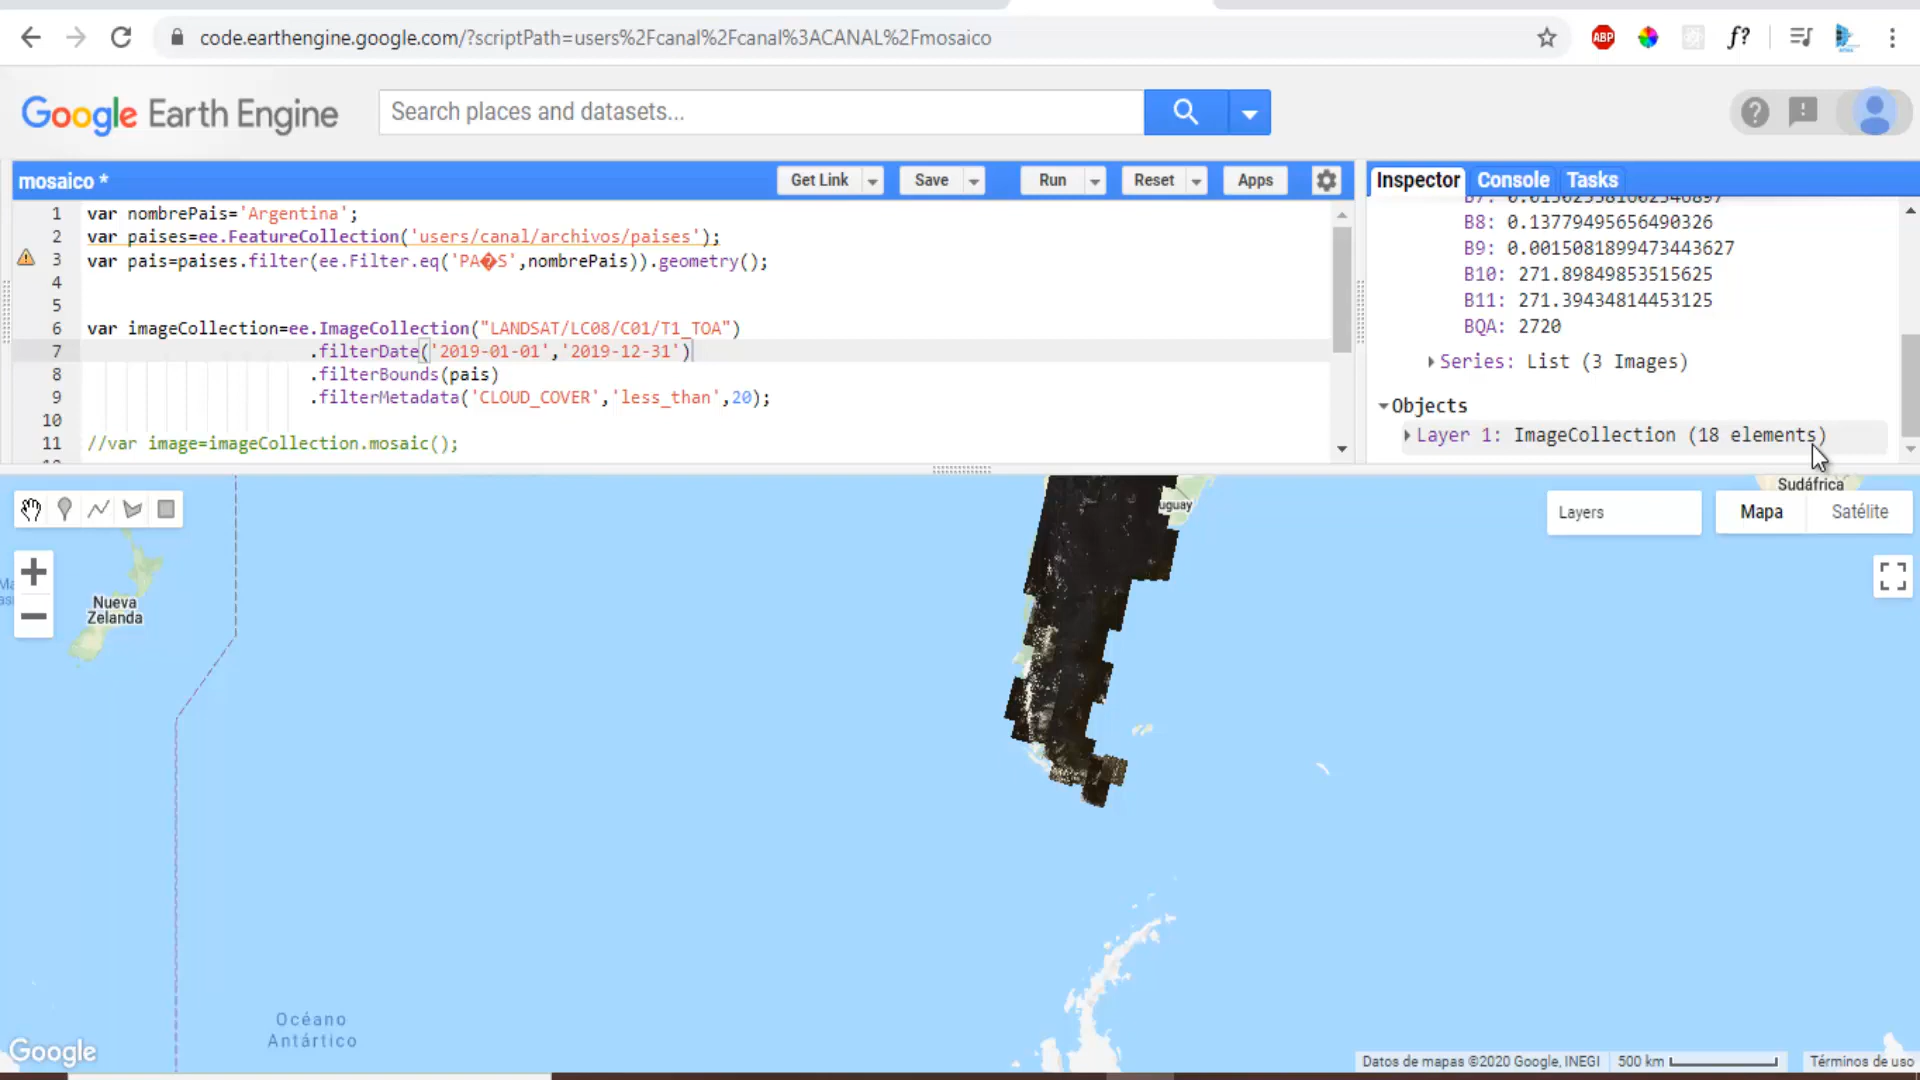 code.earthengine.google.com/?scriptPath=users%2Fcanal%2Fcanal%3ACANAL%2Fmosaico
ABP
f?
Google Earth Engine
Search places and datasets...
mosaico *
Get Link
Save
Run
Reset
Apps
Inspector
Console
Tasks
1 var nombrePais='Argentina';
2 var paises=ee.FeatureCollection('users/canal/archivos/paises');
3 var pais=paises.filter(ee.Filter.eq('PA�S',nombrePais)).geometry();
4
5
6 var imageCollection=ee.ImageCollection("LANDSAT/LC08/C01/T1_TOA")
7 .filterDate('2019-01-01','2019-12-31')
8 .filterBounds(pais)
9 .filterMetadata('CLOUD_COVER','less_than',20);
10
11 //var image=imageCollection.mosaic();
B8: 0.13779495656490326
B9: 0.0015081899473443627
B10: 271.89849853515625
B11: 271.39434814453125
BQA: 2720
Series: List (3 Images)
Objects
Layer 1: ImageCollection (18 elements)
Sudáfrica
uguay
Layers
Mapa
Satélite
Nueva
Zelanda
Océano
Antártico
Google
Datos de mapas ©2020 Google, INEGI
500 km
Términos de uso